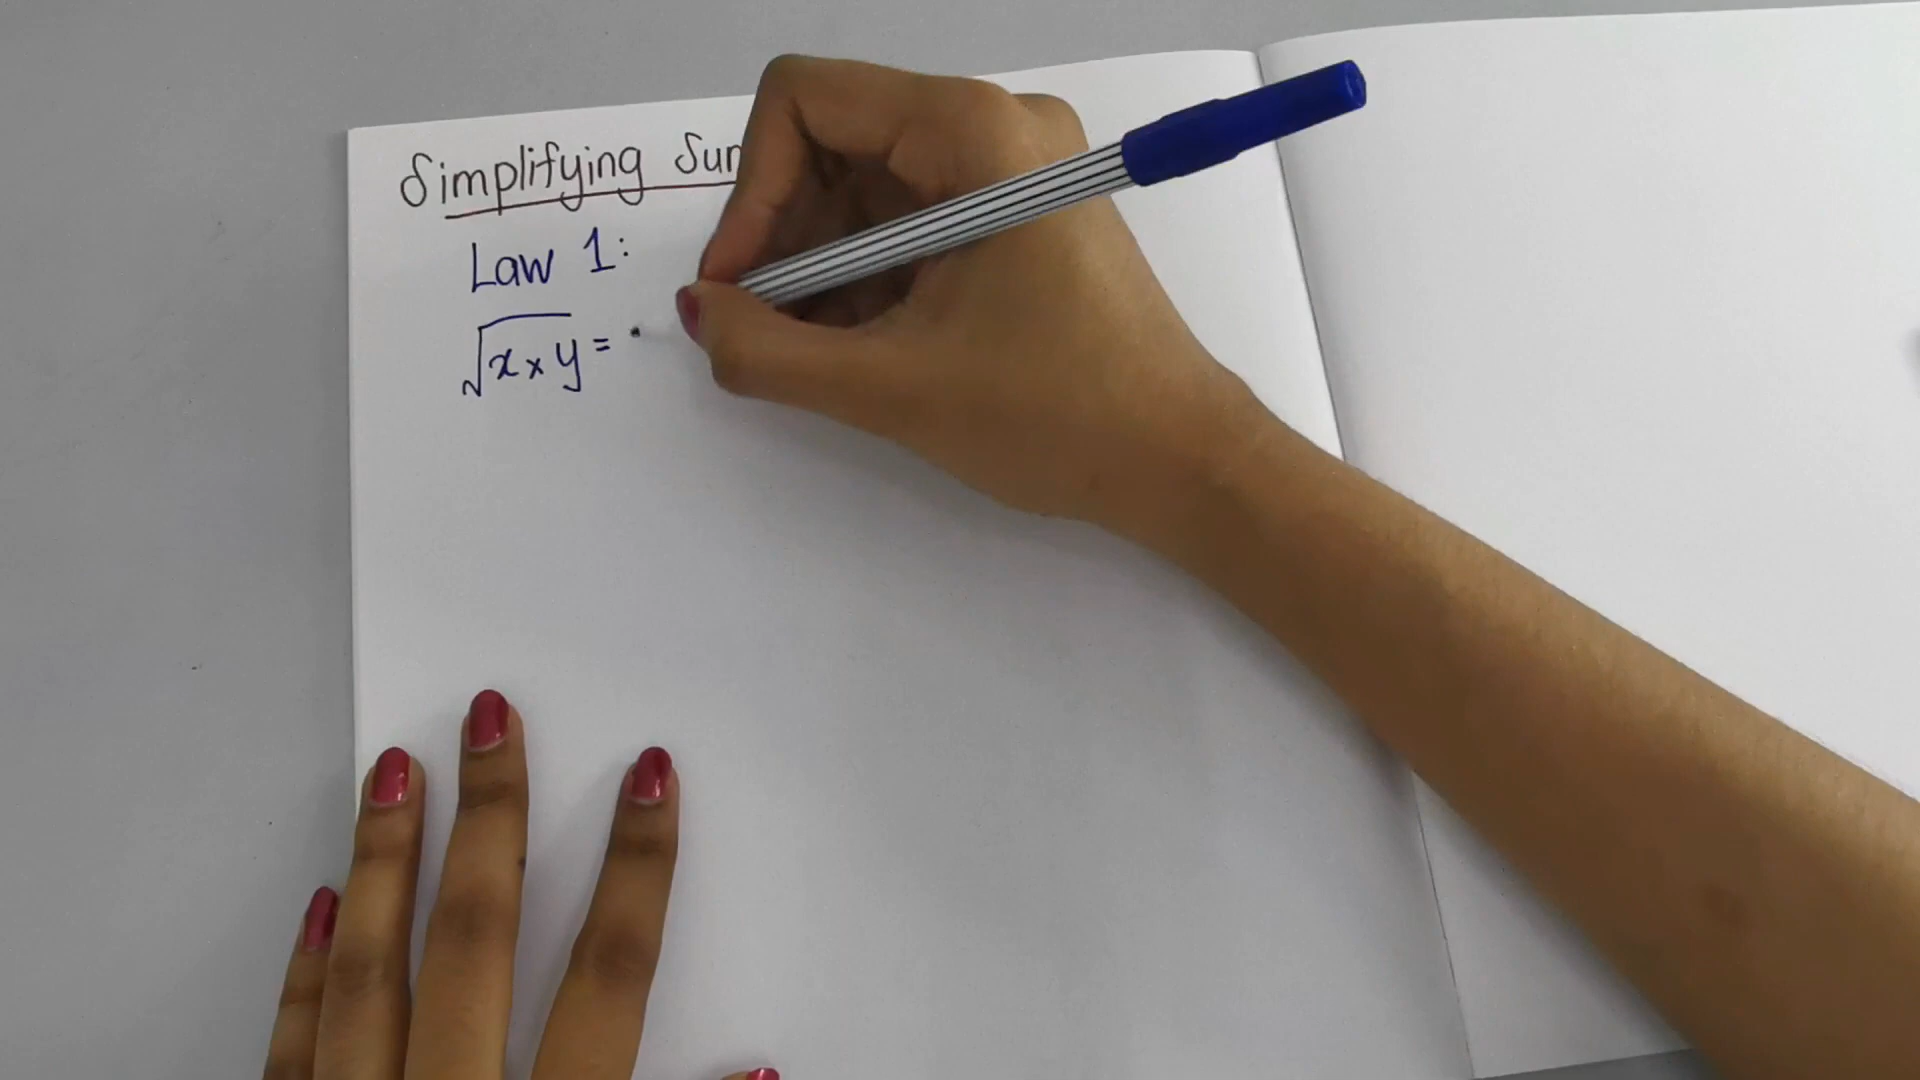 Simplifying Sur
Law 1:
√x × y =